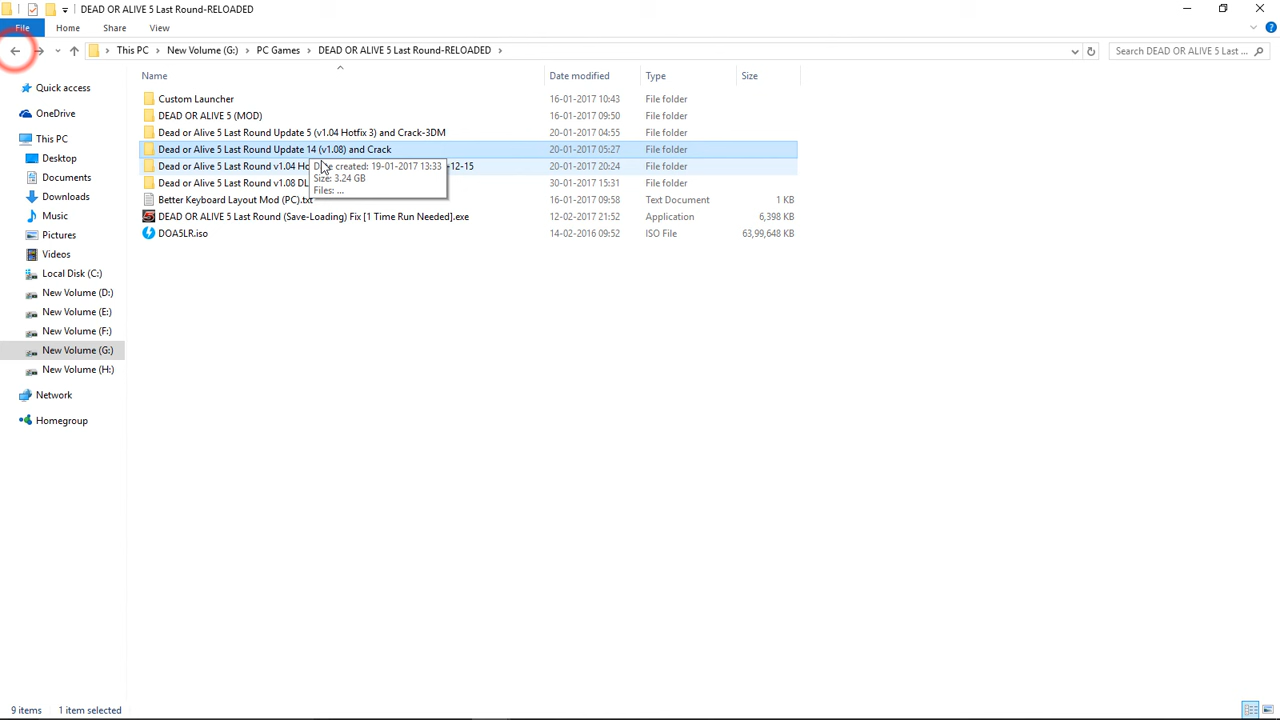 DEAD OR ALIVE 5 Last Round-RELOADED
File Home Share View
This PC New Volume (G:) PC Games DEAD OR ALIVE 5 Last Round-RELOADED Search DEAD OR ALIVE 5 Last ...
Name Date modified Type Size
Quick access
OneDrive
This PC
Desktop
Documents
Downloads
Music
Pictures
Videos
Local Disk (C:)
New Volume (D:)
New Volume (E:)
New Volume (F:)
New Volume (G:)
New Volume (H:)
Network
Homegroup
Custom Launcher 16-01-2017 10:43 File folder
DEAD OR ALIVE 5 (MOD) 16-01-2017 09:50 File folder
Dead or Alive 5 Last Round Update 5 (v1.04 Hotfix 3) and Crack-3DM 20-01-2017 04:55 File folder
Dead or Alive 5 Last Round Update 14 (v1.08) and Crack 20-01-2017 05:27 File folder
Dead or Alive 5 Last Round v1.04 Ho -12-15 20-01-2017 20:24 File folder
Dead or Alive 5 Last Round v1.08 DL 30-01-2017 15:31 File folder
Better Keyboard Layout Mod (PC).txt 16-01-2017 09:58 Text Document 1 KB
DEAD OR ALIVE 5 Last Round (Save-Loading) Fix [1 Time Run Needed].exe 12-02-2017 21:52 Application 6,398 KB
DOA5LR.iso 14-02-2016 09:52 ISO File 63,99,648 KB
Date created: 19-01-2017 13:33
Size: 3.24 GB
Files: ...
9 items 1 item selected